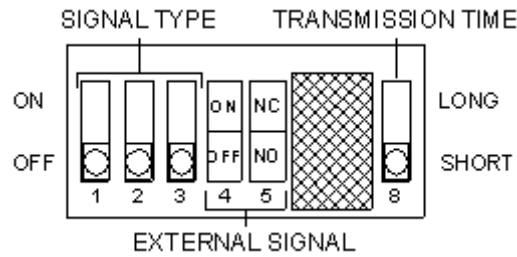 SIGNAL TYPE TRANSMISSION TIME
ON ON NC LONG
OFF OFF NO SHORT
1 2 3 4 5 8
EXTERNAL SIGNAL